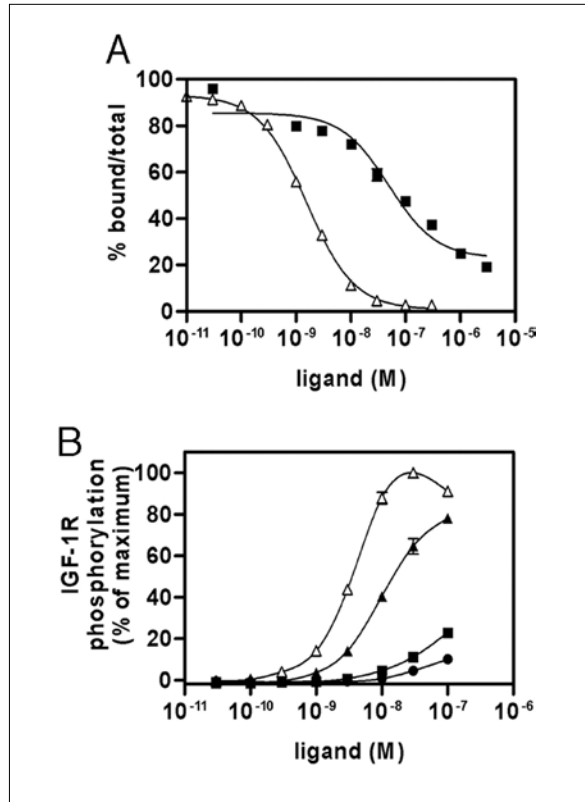 A
100
80
60
40
20
0
% bound/total
10-11 10-10 10-9 10-8 10-7 10-6 10-5
ligand (M)
B
100
80
60
40
20
0
IGF-1R
phosphorylation
(% of maximum)
10-11 10-10 10-9 10-8 10-7 10-6
ligand (M)